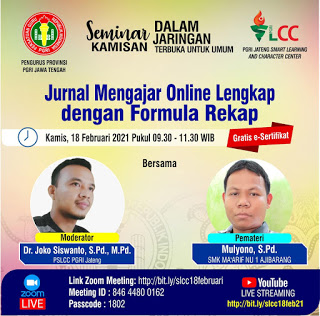 Seminar DALAM JARINGAN
KAMISAN TERBUKA UNTUK UMUM
PENGURUS PROVINSI
PGRI JAWA TENGAH
SLCC
PGRI JATENG SMART LEARNING
AND CHARACTER CENTER
Jurnal Mengajar Online Lengkap
dengan Formula Rekap
Kamis, 18 Februari 2021 Pukul 09.30 - 11.30 WIB
Gratis e-Sertifikat
Bersama
Moderator
Dr. Joko Siswanto, S.Pd., M.Pd.
PSLCC PGRI Jateng
Pemateri
Mulyono, S.Pd.
SMK MA'ARIF NU 1 AJIBARANG
zoom
LIVE
Link Zoom Meeting: http://bit.ly/slcc18februari
Meeting ID : 846 4480 0162
Passcode : 1802
YouTube
LIVE STREAMING
http://bit.ly/slcc18feb21